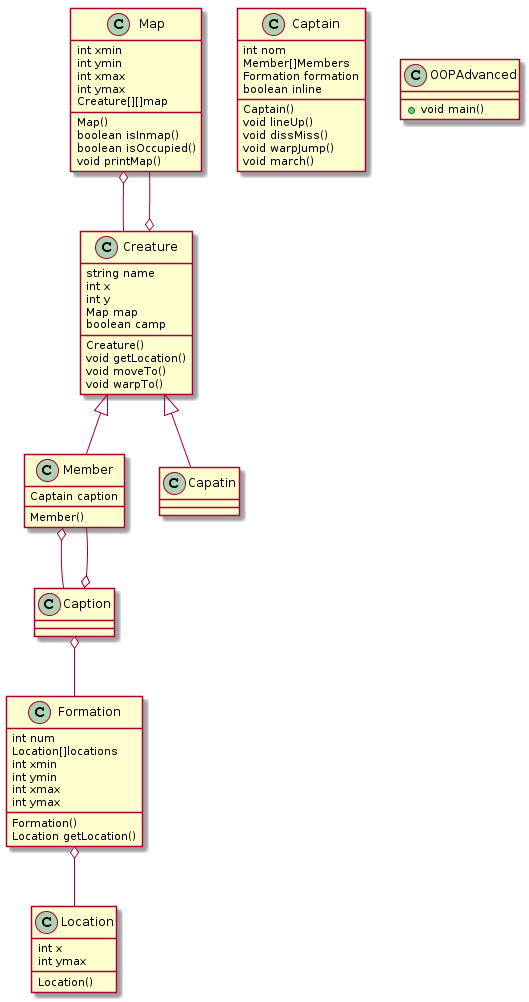 C Map
int xmin
int ymin
int xmax
int ymax
Creature[][]map
Map()
boolean isInmap()
boolean isOccupied()
void printMap()
C Captain
int nom
Member[]Members
Formation formation
boolean inline
Captain()
void lineUp()
void dissMiss()
void warpJump()
void march()
C OOPAdvanced
void main()
C Creature
string name
int x
int y
Map map
boolean camp
Creature()
void getLocation()
void moveTo()
void warpTo()
C Member
Captain caption
Member()
C Capatin
C Caption
C Formation
int num
Location[]locations
int xmin
int ymin
int xmax
int ymax
Formation()
Location getLocation()
C Location
int x
int ymax
Location()